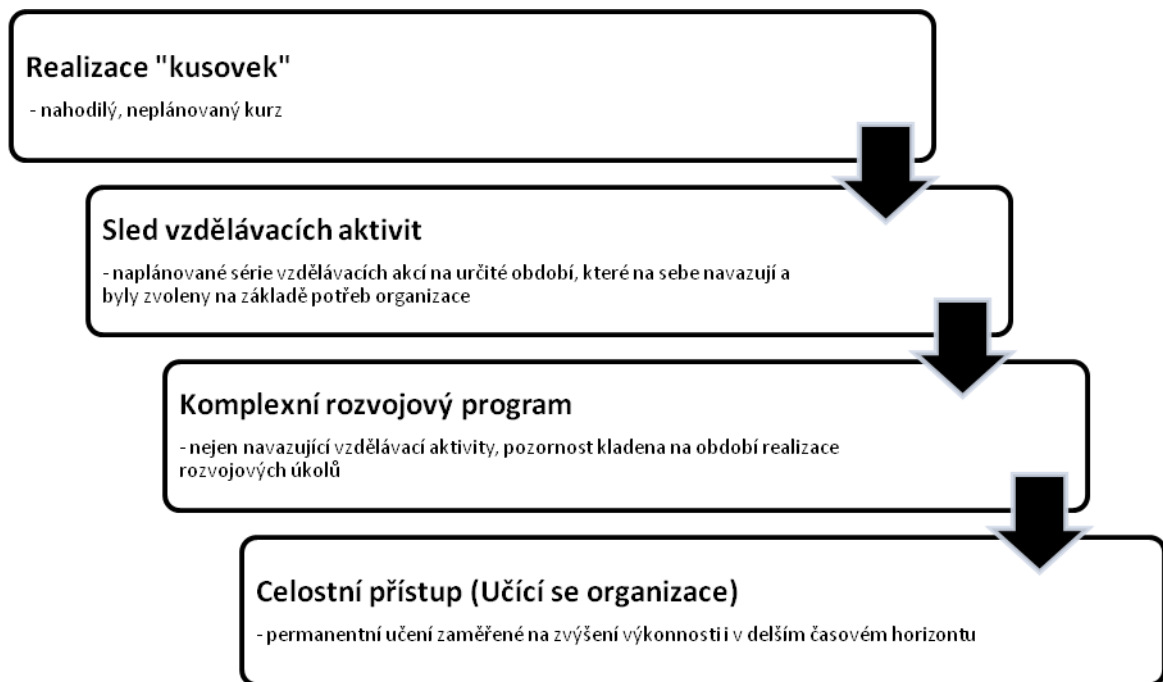 Realizace "kusovek"
- nahodilý, neplánovaný kurz
Sled vzdělávacích aktivit
- naplánované série vzdělávacích akcí na určité období, které na sebe navazují a
byly zvoleny na základě potřeb organizace
Komplexní rozvojový program
- nejen navazující vzdělávací aktivity, pozornost kladena na období realizace
rozvojových úkolů
Celostní přístup (Učící se organizace)
- permanentní učení zaměřené na zvýšení výkonnosti i v delším časovém horizontu